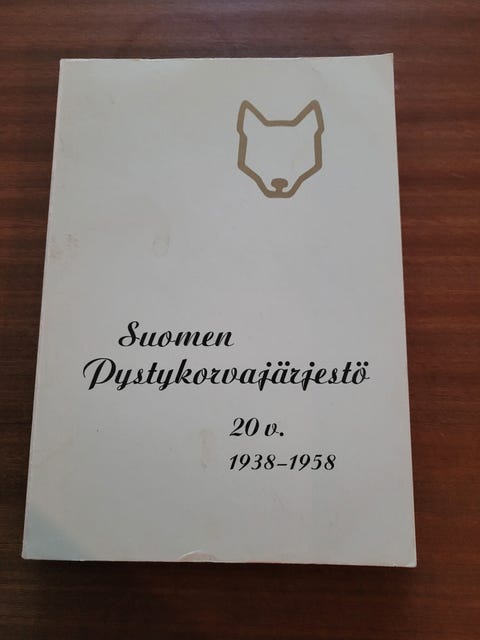 Suomen
Pystykorvajärjestö
20 v.
1938–1958